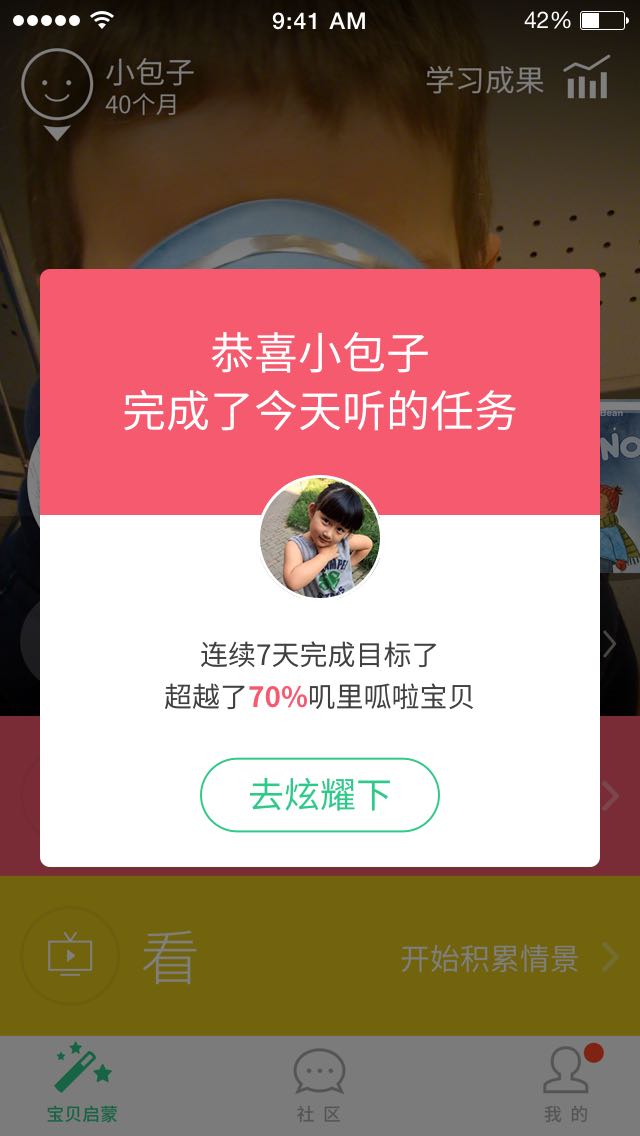 9:41 AM
42%
小包子
40个月
学习成果
恭喜小包子
完成了今天听的任务
Bean
NO
连续7天完成目标了
超越了70%叽里呱啦宝贝
去炫耀下
看
开始积累情景
宝贝启蒙
社区
我的